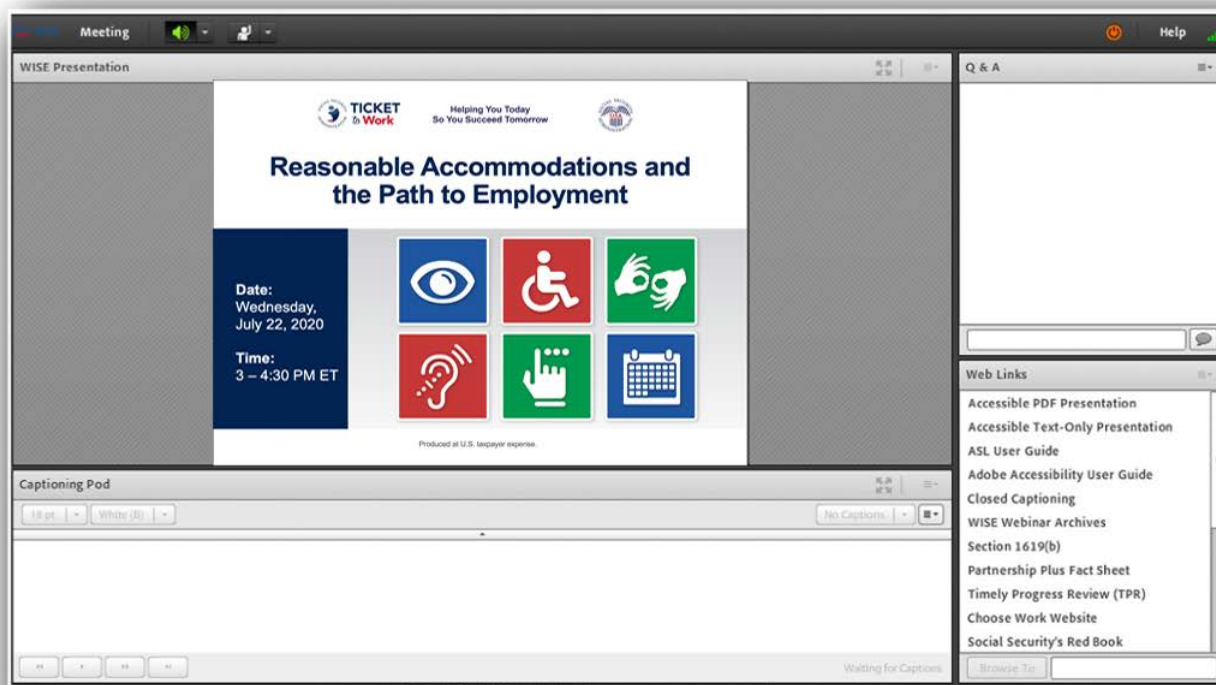 Meeting
Help
WISE Presentation
TICKET
to Work
Helping You Today
So You Succeed Tomorrow
USA
Reasonable Accommodations and
the Path to Employment
Date:
Wednesday,
July 22, 2020
Time:
3 – 4:30 PM ET
Produced at U.S. taxpayer expense.
Captioning Pod
18 pt
White (B)
No Captions
Waiting for Captions
Q & A
Web Links
Accessible PDF Presentation
Accessible Text-Only Presentation
ASL User Guide
Adobe Accessibility User Guide
Closed Captioning
WISE Webinar Archives
Section 1619(b)
Partnership Plus Fact Sheet
Timely Progress Review (TPR)
Choose Work Website
Social Security's Red Book
Browse To